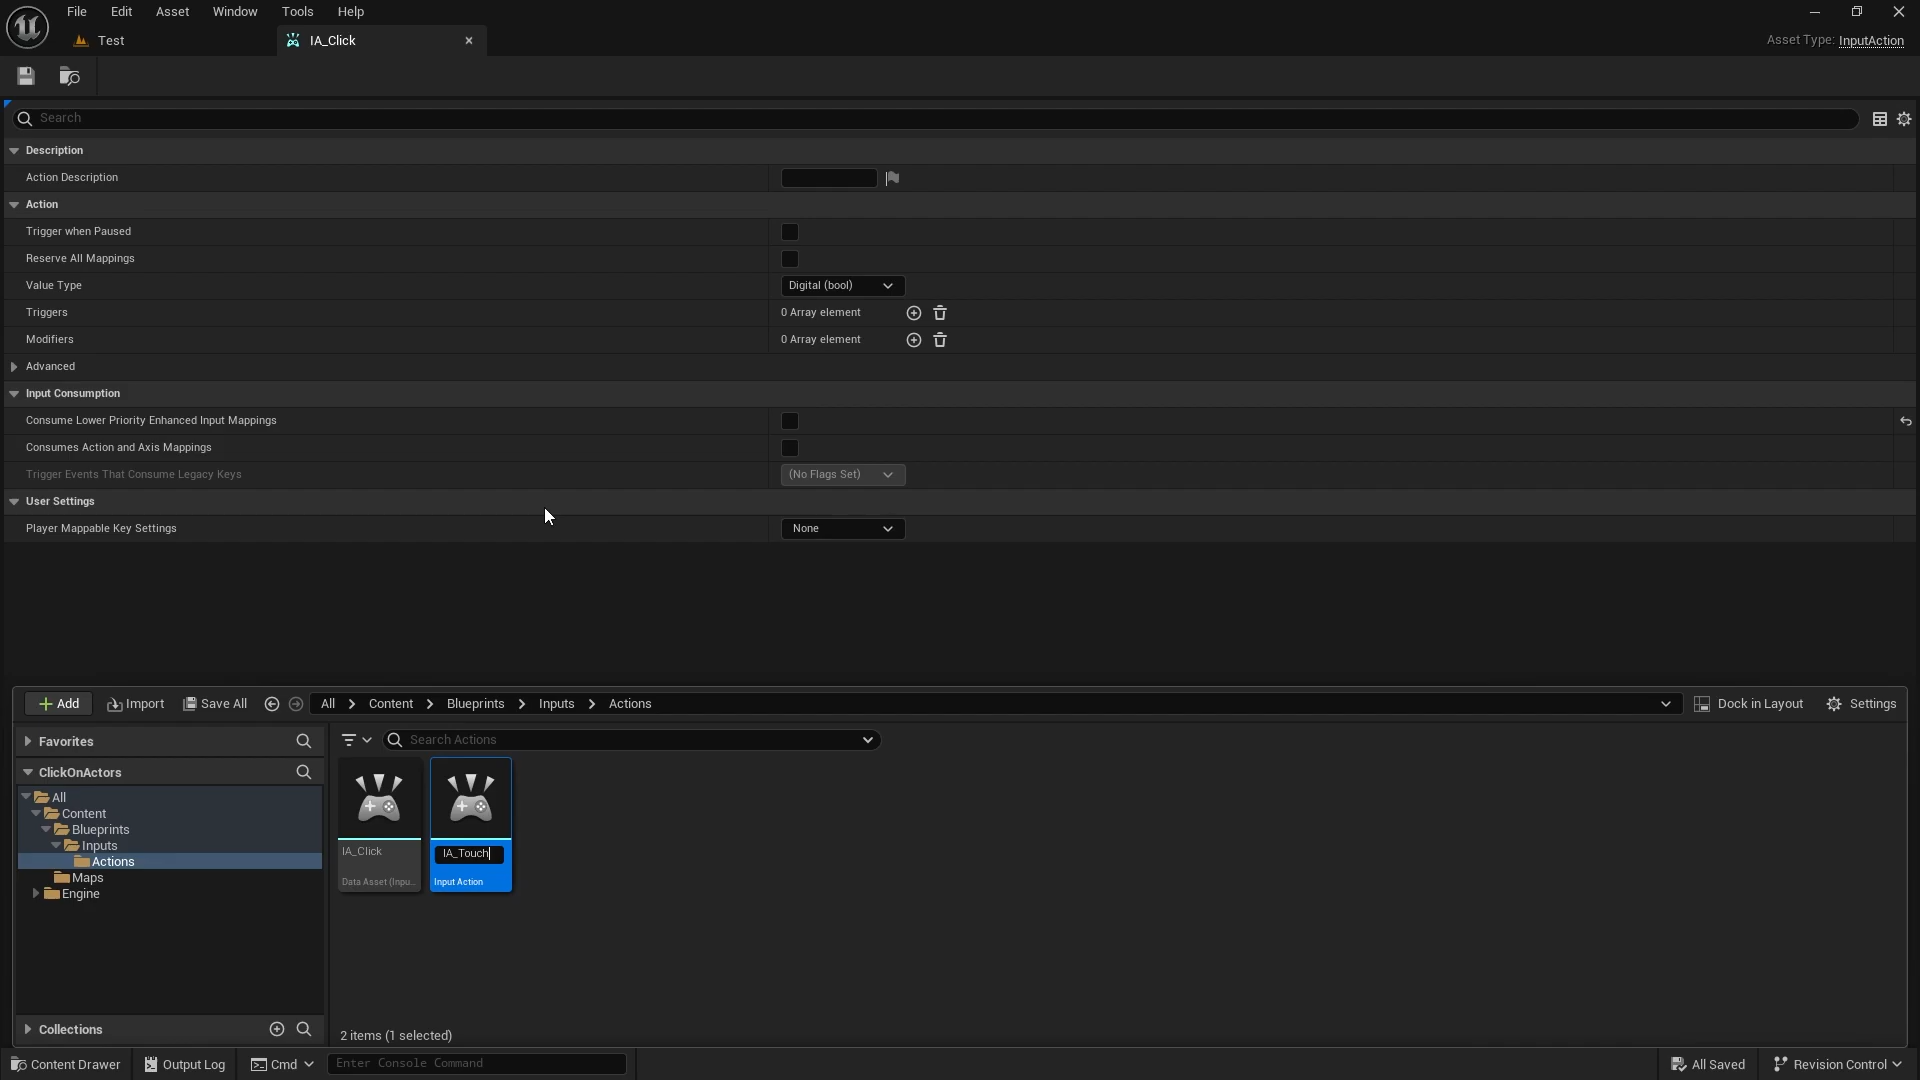 File Edit Asset Window Tools Help
Test
IA_Click
Asset Type: InputAction
Search
Description
Action Description
Action
Trigger when Paused
Reserve All Mappings
Value Type Digital (bool)
Triggers 0 Array element
Modifiers 0 Array element
Advanced
Input Consumption
Consume Lower Priority Enhanced Input Mappings
Consumes Action and Axis Mappings
Trigger Events That Consume Legacy Keys (No Flags Set)
User Settings
Player Mappable Key Settings None
Add Import Save All All Content Blueprints Inputs Actions Dock in Layout Settings
Favorites
Search Actions
ClickOnActors
All
Content
Blueprints
Inputs
Actions
Maps
Engine
IA_Click
Data Asset (Inpu...
IA_Touch
Input Action
Collections
2 items (1 selected)
Content Drawer Output Log Cmd Enter Console Command All Saved Revision Control